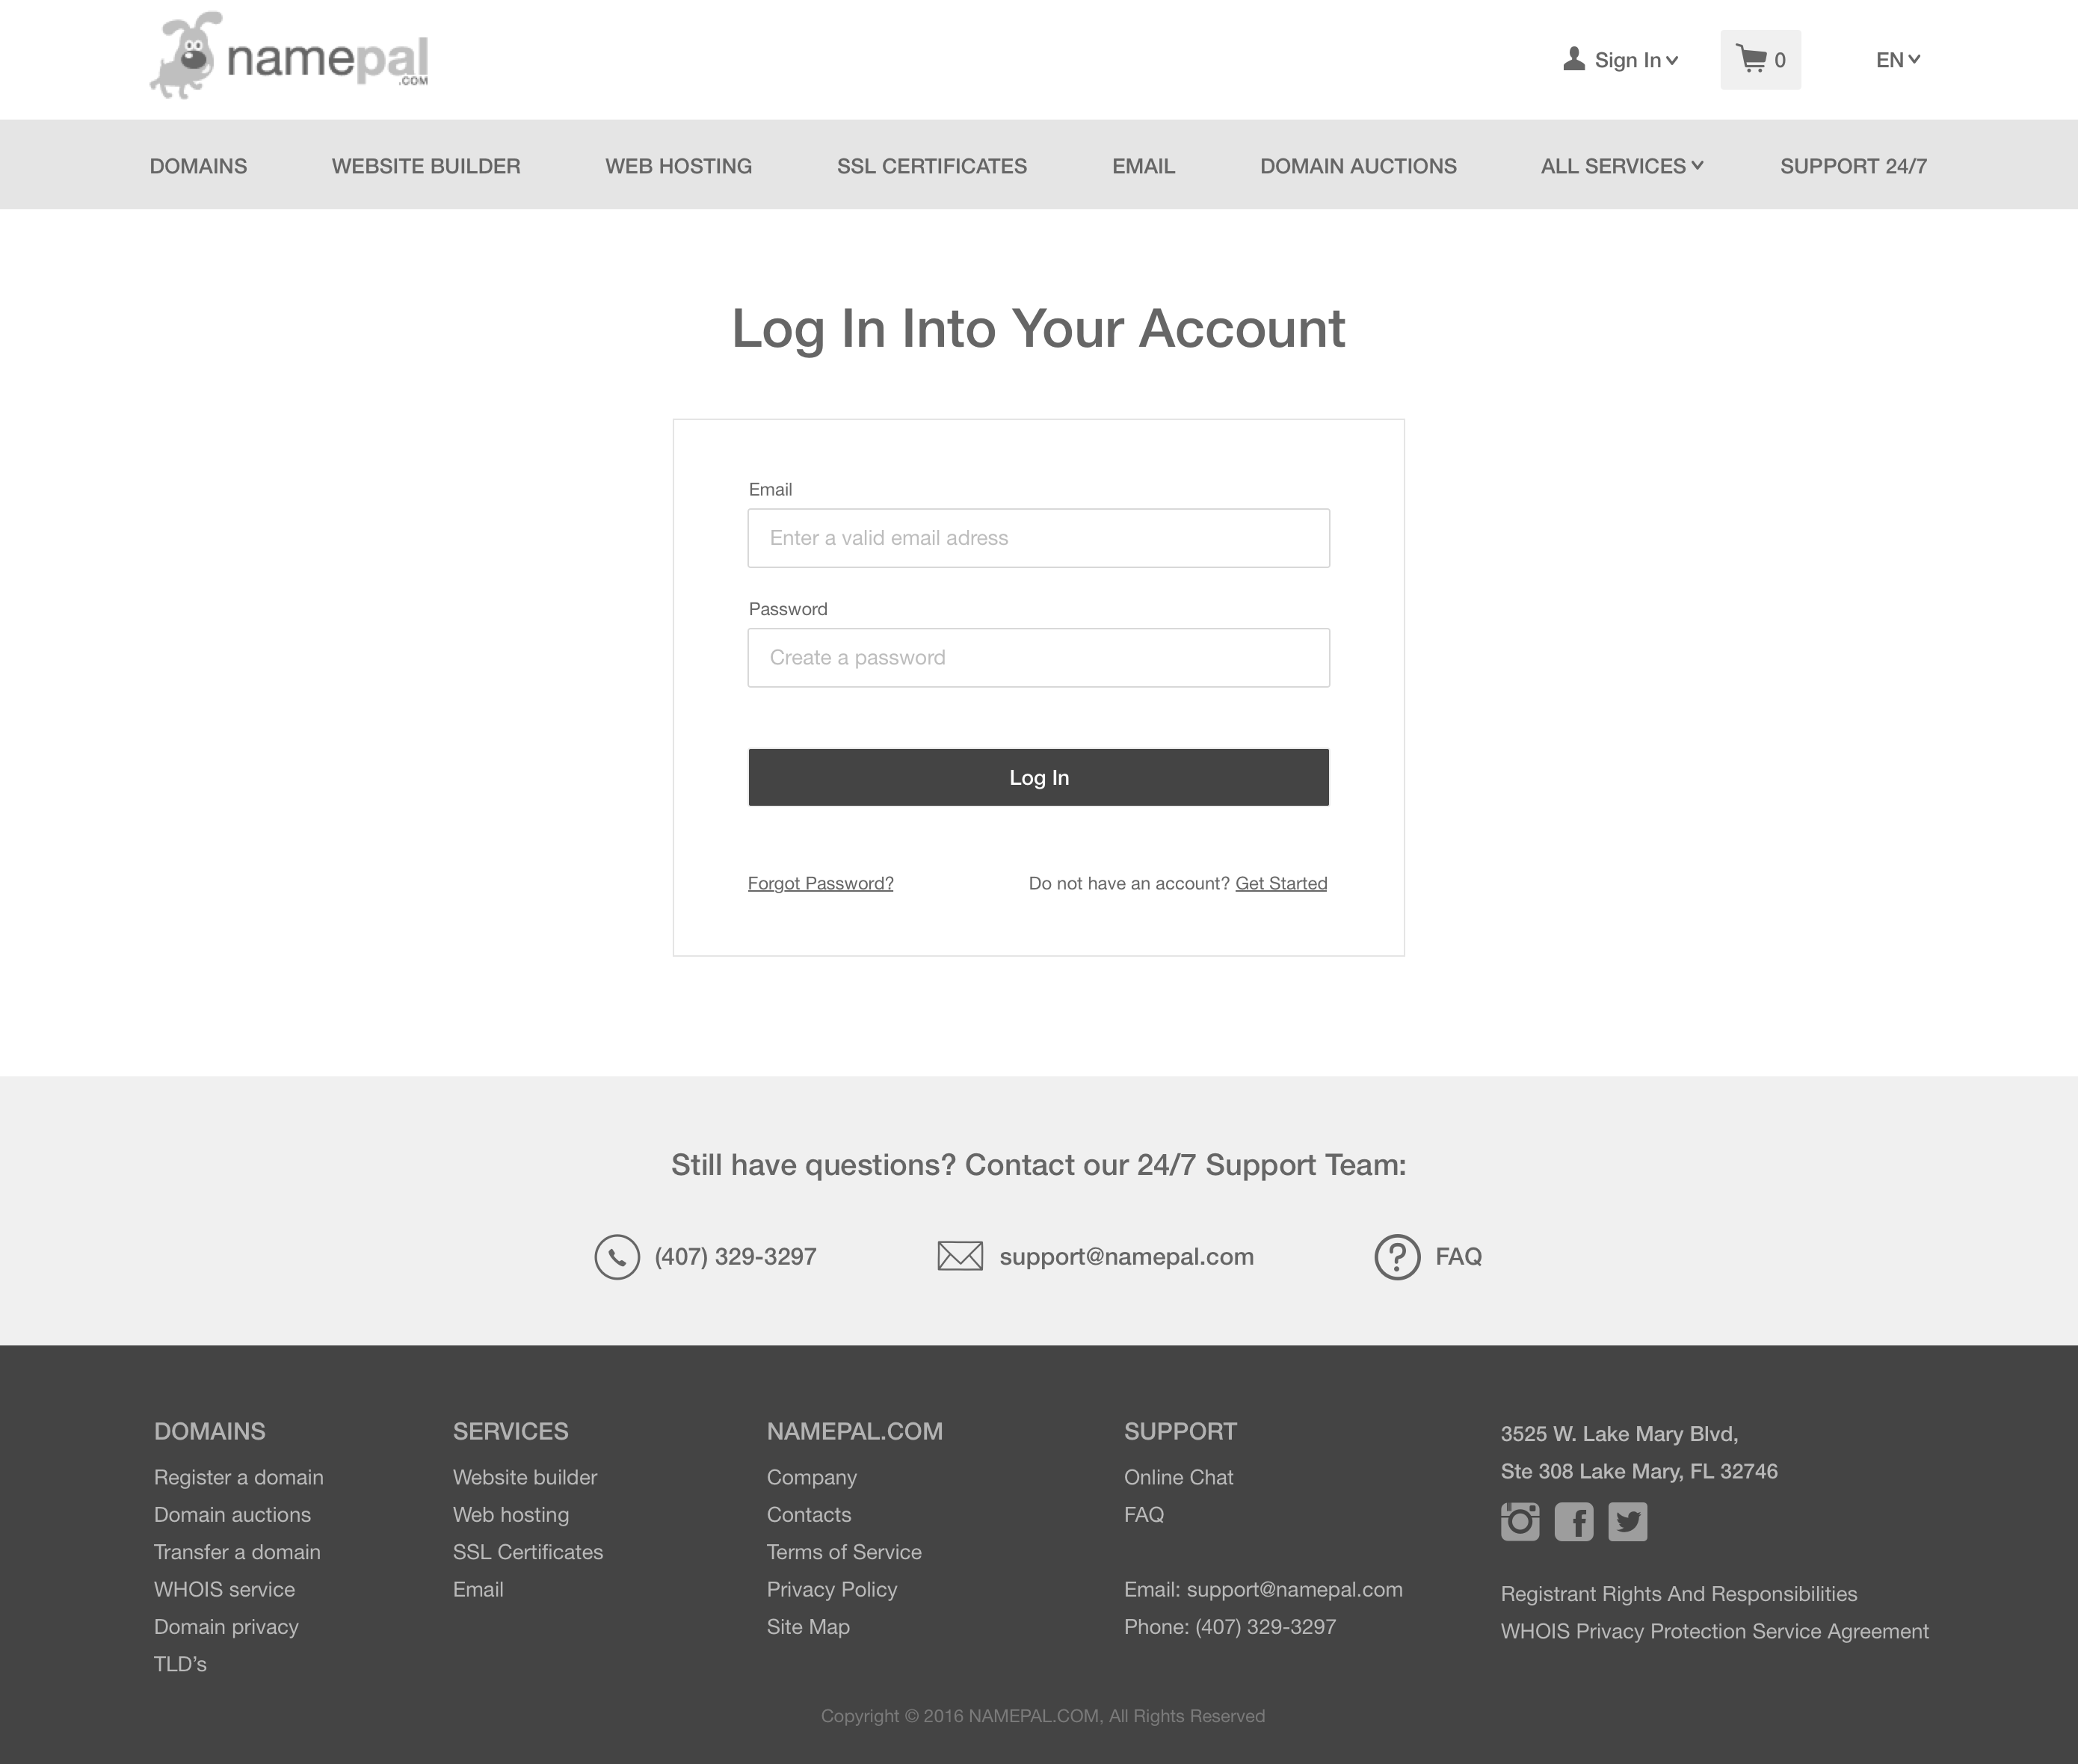 namepal
.COM
Sign In
0
EN
DOMAINS
WEBSITE BUILDER
WEB HOSTING
SSL CERTIFICATES
EMAIL
DOMAIN AUCTIONS
ALL SERVICES
SUPPORT 24/7
Log In Into Your Account
Email
Enter a valid email adress
Password
Create a password
Log In
Forgot Password?
Do not have an account? Get Started
Still have questions? Contact our 24/7 Support Team:
(407) 329-3297
support@namepal.com
FAQ
DOMAINS
Register a domain
Domain auctions
Transfer a domain
WHOIS service
Domain privacy
TLD’s
SERVICES
Website builder
Web hosting
SSL Certificates
Email
NAMEPAL.COM
Company
Contacts
Terms of Service
Privacy Policy
Site Map
SUPPORT
Online Chat
FAQ
Email: support@namepal.com
Phone: (407) 329-3297
3525 W. Lake Mary Blvd,
Ste 308 Lake Mary, FL 32746
Registrant Rights And Responsibilities
WHOIS Privacy Protection Service Agreement
Copyright © 2016 NAMEPAL.COM, All Rights Reserved